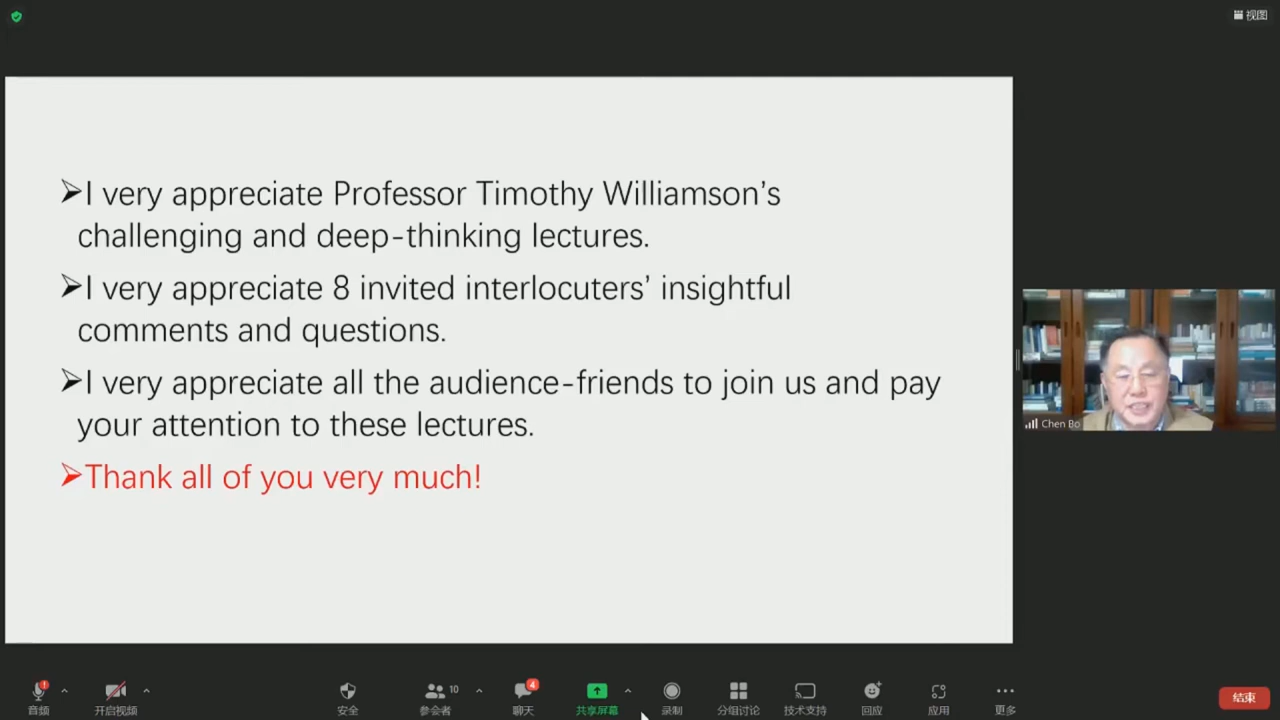 视图
➢I very appreciate Professor Timothy Williamson's
challenging and deep-thinking lectures.
➢I very appreciate 8 invited interlocuters' insightful
comments and questions.
➢I very appreciate all the audience-friends to join us and pay
your attention to these lectures.
➢Thank all of you very much!
Chen Bo
10
4
音频
开启视频
安全
参会者
聊天
共享屏幕
录制
分组讨论
技术支持
回应
应用
更多
结束